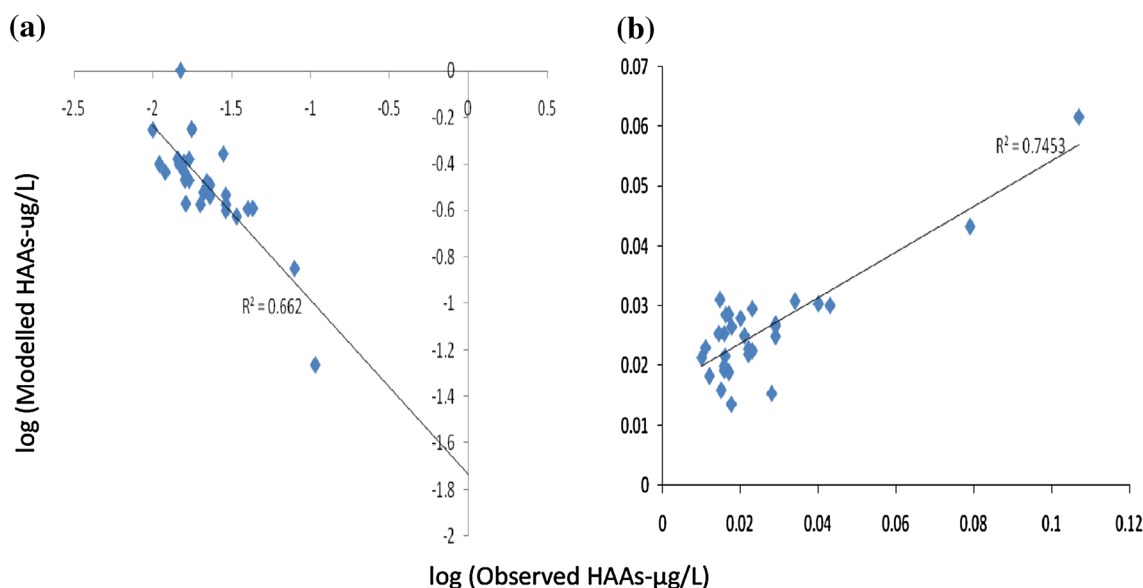 (a)
(b)
log (Modelled HAAs-ug/L)
-2.5 -2 -1.5 -1 0 0.5
0
-0.2
-0.4
-0.6
-0.8
-1
-1.2
-1.4
-1.6
-1.8
-2
R² = 0.662
0.07
0.06
0.05
0.04
0.03
0.02
0.01
0
R² = 0.7453
0 0.02 0.04 0.06 0.08 0.1 0.12
log (Observed HAAs-µg/L)